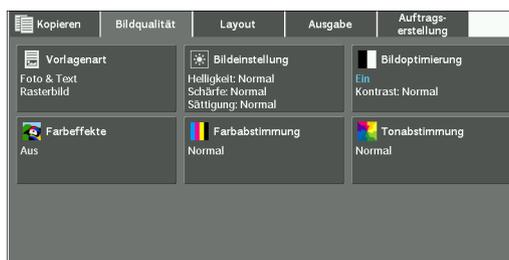 Kopieren
Bildqualität
Layout
Ausgabe
Auftrags-
erstellung
Vorlagenart
Foto & Text
Rasterbild
Bildeinstellung
Helligkeit: Normal
Schärfe: Normal
Sättigung: Normal
Bildoptimierung
Ein
Kontrast: Normal
Farbeffekte
Aus
Farbabstimmung
Normal
Tonabstimmung
Normal